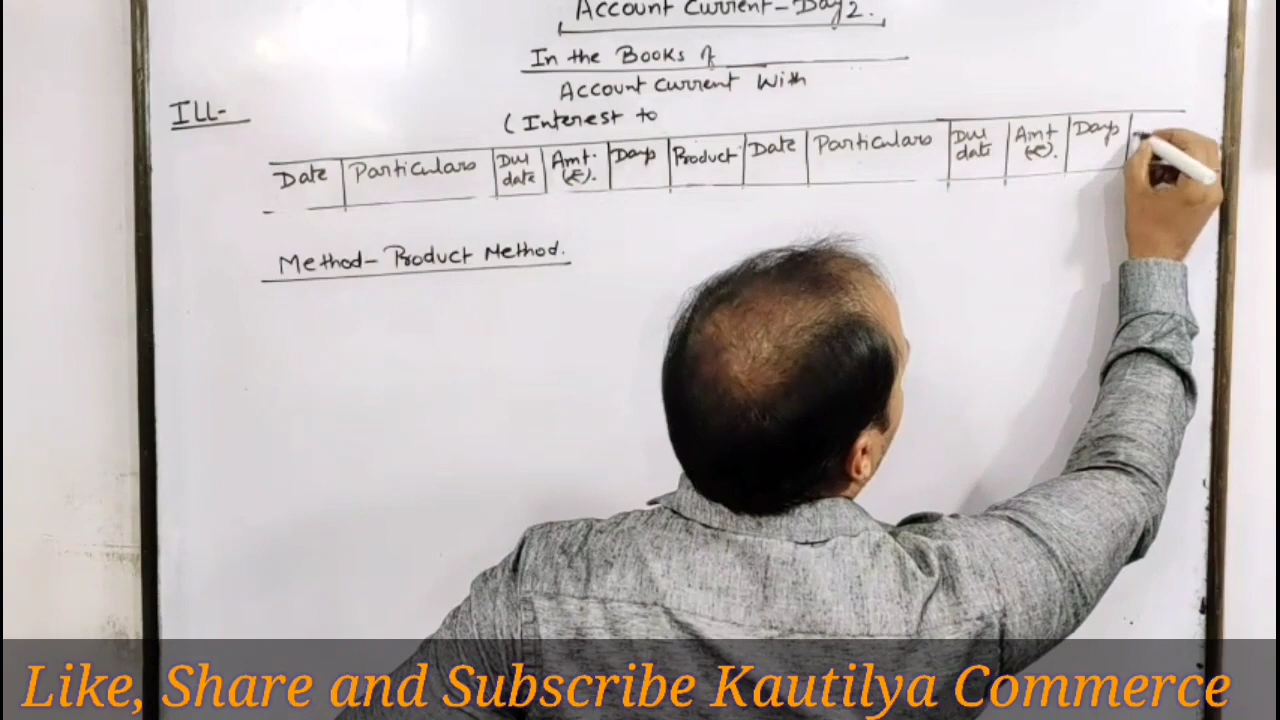 Account Current-Day 2.
In the Books of
Account Current With
ILL-
( Interest to
Date Particulars Due date Amt. (₹). Days Product Date Particulars Due date Amt (₹). Days
Method- Product Method.
Like, Share and Subscribe Kautilya Commerce